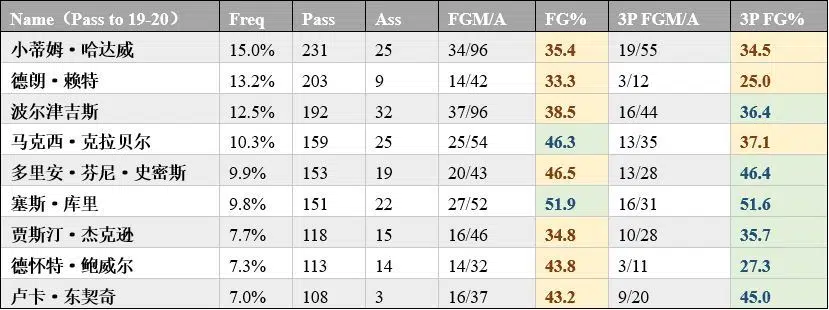 Name（Pass to 19-20） Freq Pass Ass FGM/A FG% 3P FGM/A 3P FG%
小蒂姆·哈达威 15.0% 231 25 34/96 35.4 19/55 34.5
德朗·赖特 13.2% 203 9 14/42 33.3 3/12 25.0
波尔津吉斯 12.5% 192 32 37/96 38.5 16/44 36.4
马克西·克拉贝尔 10.3% 159 25 25/54 46.3 13/35 37.1
多里安·芬尼·史密斯 9.9% 153 19 20/43 46.5 13/28 46.4
塞斯·库里 9.8% 151 22 27/52 51.9 16/31 51.6
贾斯汀·杰克逊 7.7% 118 15 16/46 34.8 10/28 35.7
德怀特·鲍威尔 7.3% 113 14 14/32 43.8 3/11 27.3
卢卡·东契奇 7.0% 108 3 16/37 43.2 9/20 45.0